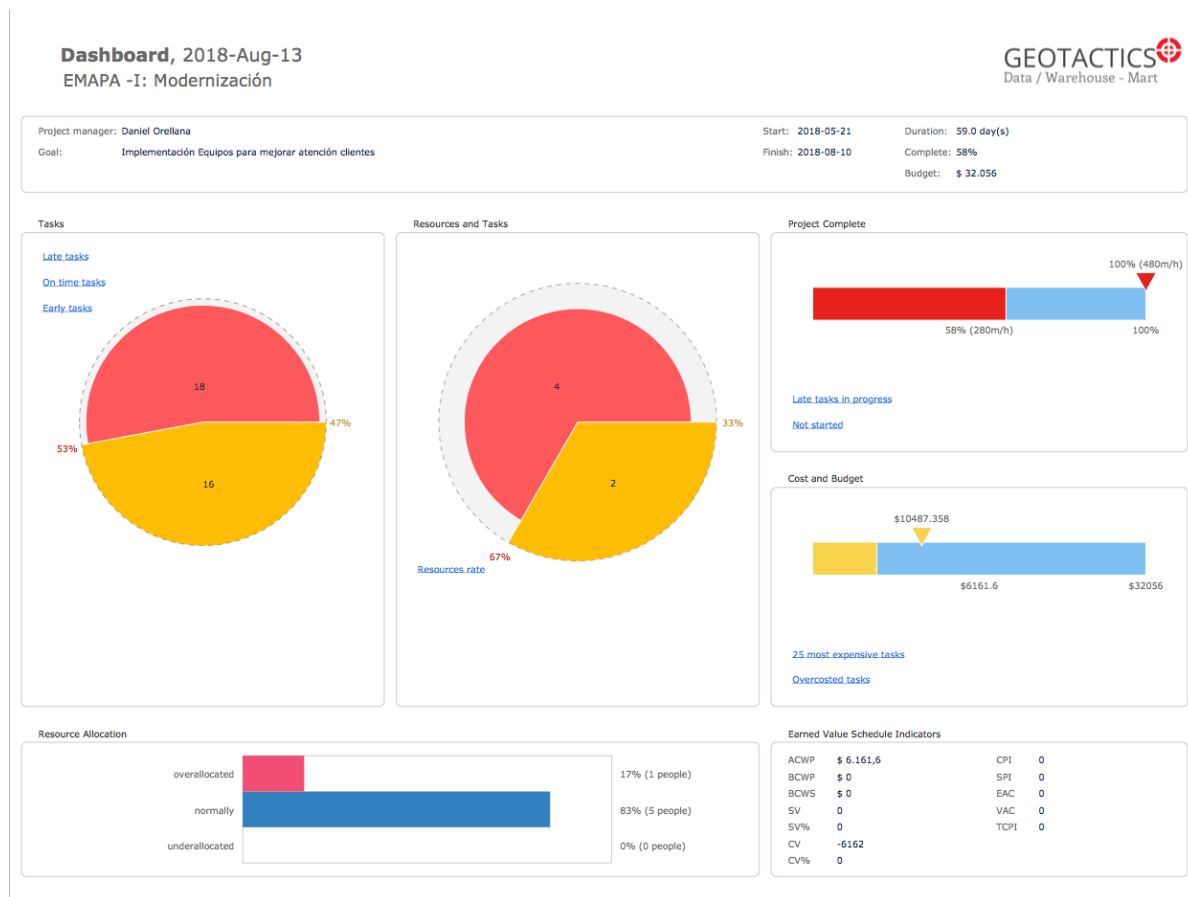 Dashboard, 2018-Aug-13
EMAPA -I: Modernización
GEOTACTICS
Data / Warehouse - Mart
Project manager: Daniel Orellana
Goal: Implementación Equipos para mejorar atención clientes
Start: 2018-05-21
Finish: 2018-08-10
Duration: 59.0 day(s)
Complete: 58%
Budget: $ 32.056
Tasks
Late tasks
On time tasks
Early tasks
18
47%
53%
16
Resources and Tasks
4
33%
2
67%
Resources rate
Project Complete
100% (480m/h)
58% (280m/h) 100%
Late tasks in progress
Not started
Cost and Budget
$10487.358
$6161.6 $32056
25 most expensive tasks
Overcosted tasks
Resource Allocation
overallocated 17% (1 people)
normally 83% (5 people)
underallocated 0% (0 people)
Earned Value Schedule Indicators
ACWP $ 6.161,6 CPI 0
BCWP $ 0 SPI 0
BCWS $ 0 EAC 0
SV 0 VAC 0
SV% 0 TCPI 0
CV -6162
CV% 0